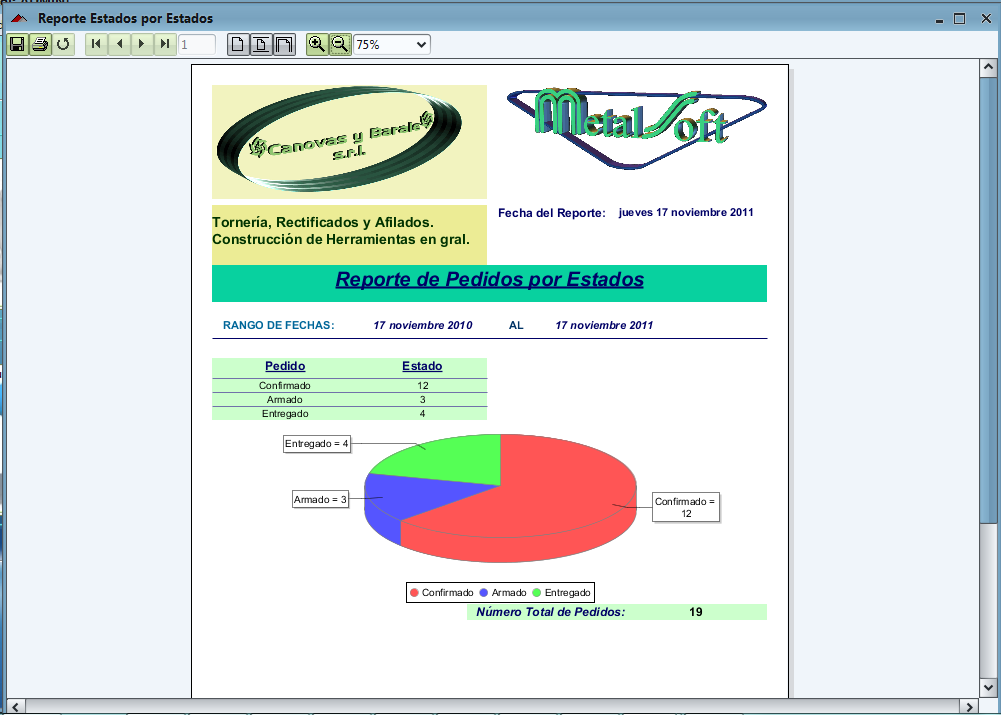 Reporte Estados por Estados
1
75%
Canovas y Barale
s.r.l.
MetalSoft
Tornería, Rectificados y Afilados.
Construcción de Herramientas en gral.
Fecha del Reporte: jueves 17 noviembre 2011
Reporte de Pedidos por Estados
RANGO DE FECHAS: 17 noviembre 2010 AL 17 noviembre 2011
Pedido Estado
Confirmado 12
Armado 3
Entregado 4
Entregado = 4
Armado = 3
Confirmado =
12
Confirmado Armado Entregado
Número Total de Pedidos: 19